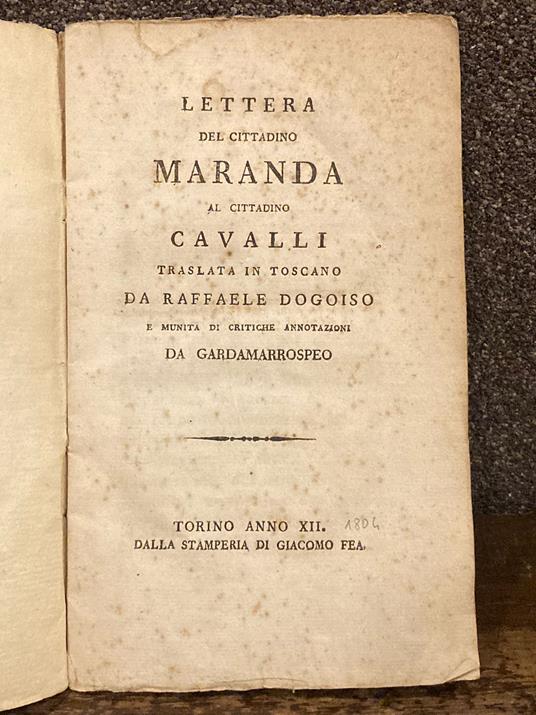 LETTERA
DEL CITTADINO
MARANDA
AL CITTADINO
CAVALLI
TRASLATA IN TOSCANO
DA RAFFAELE DOGOISO
E MUNITA DI CRITICHE ANNOTAZIONI
DA GARDAMARROSPEO
TORINO ANNO XII. 1804
DALLA STAMPERIA DI GIACOMO FEA.